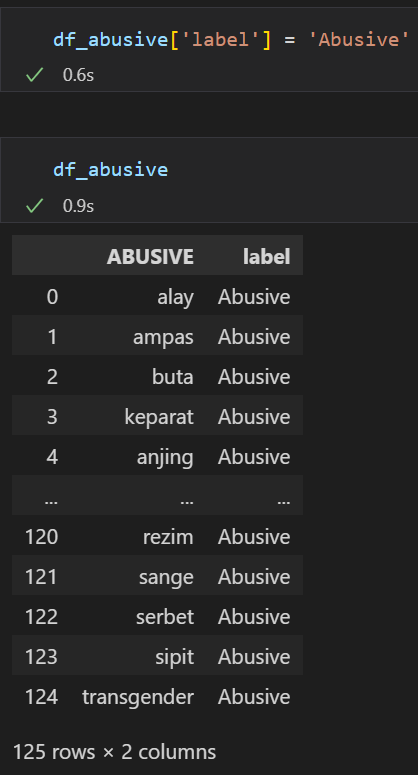 df_abusive['label'] = 'Abusive'
✓ 0.6s
df_abusive
✓ 0.9s
ABUSIVE label
0 alay Abusive
1 ampas Abusive
2 buta Abusive
3 keparat Abusive
4 anjing Abusive
... ... ...
120 rezim Abusive
121 sange Abusive
122 serbet Abusive
123 sipit Abusive
124 transgender Abusive
125 rows × 2 columns